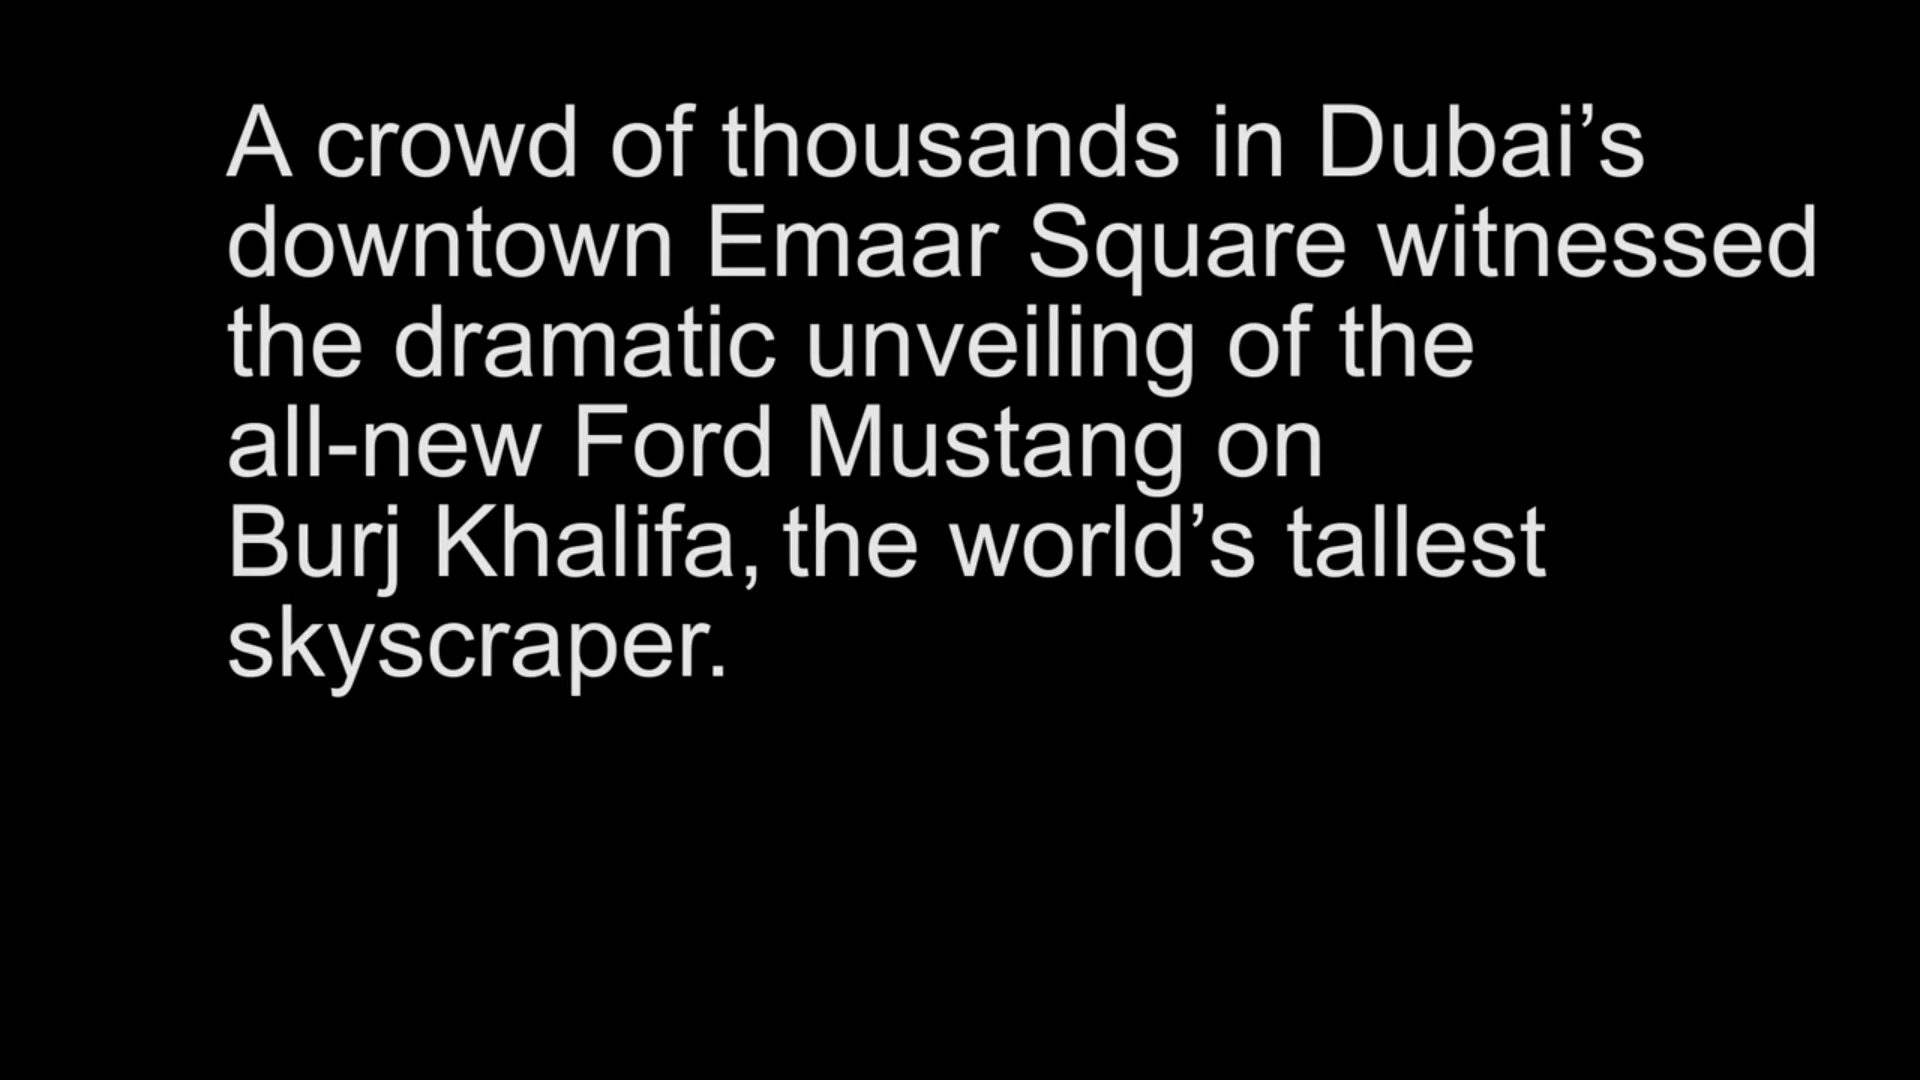 A crowd of thousands in Dubai’s
downtown Emaar Square witnessed
the dramatic unveiling of the
all-new Ford Mustang on
Burj Khalifa, the world’s tallest
skyscraper.